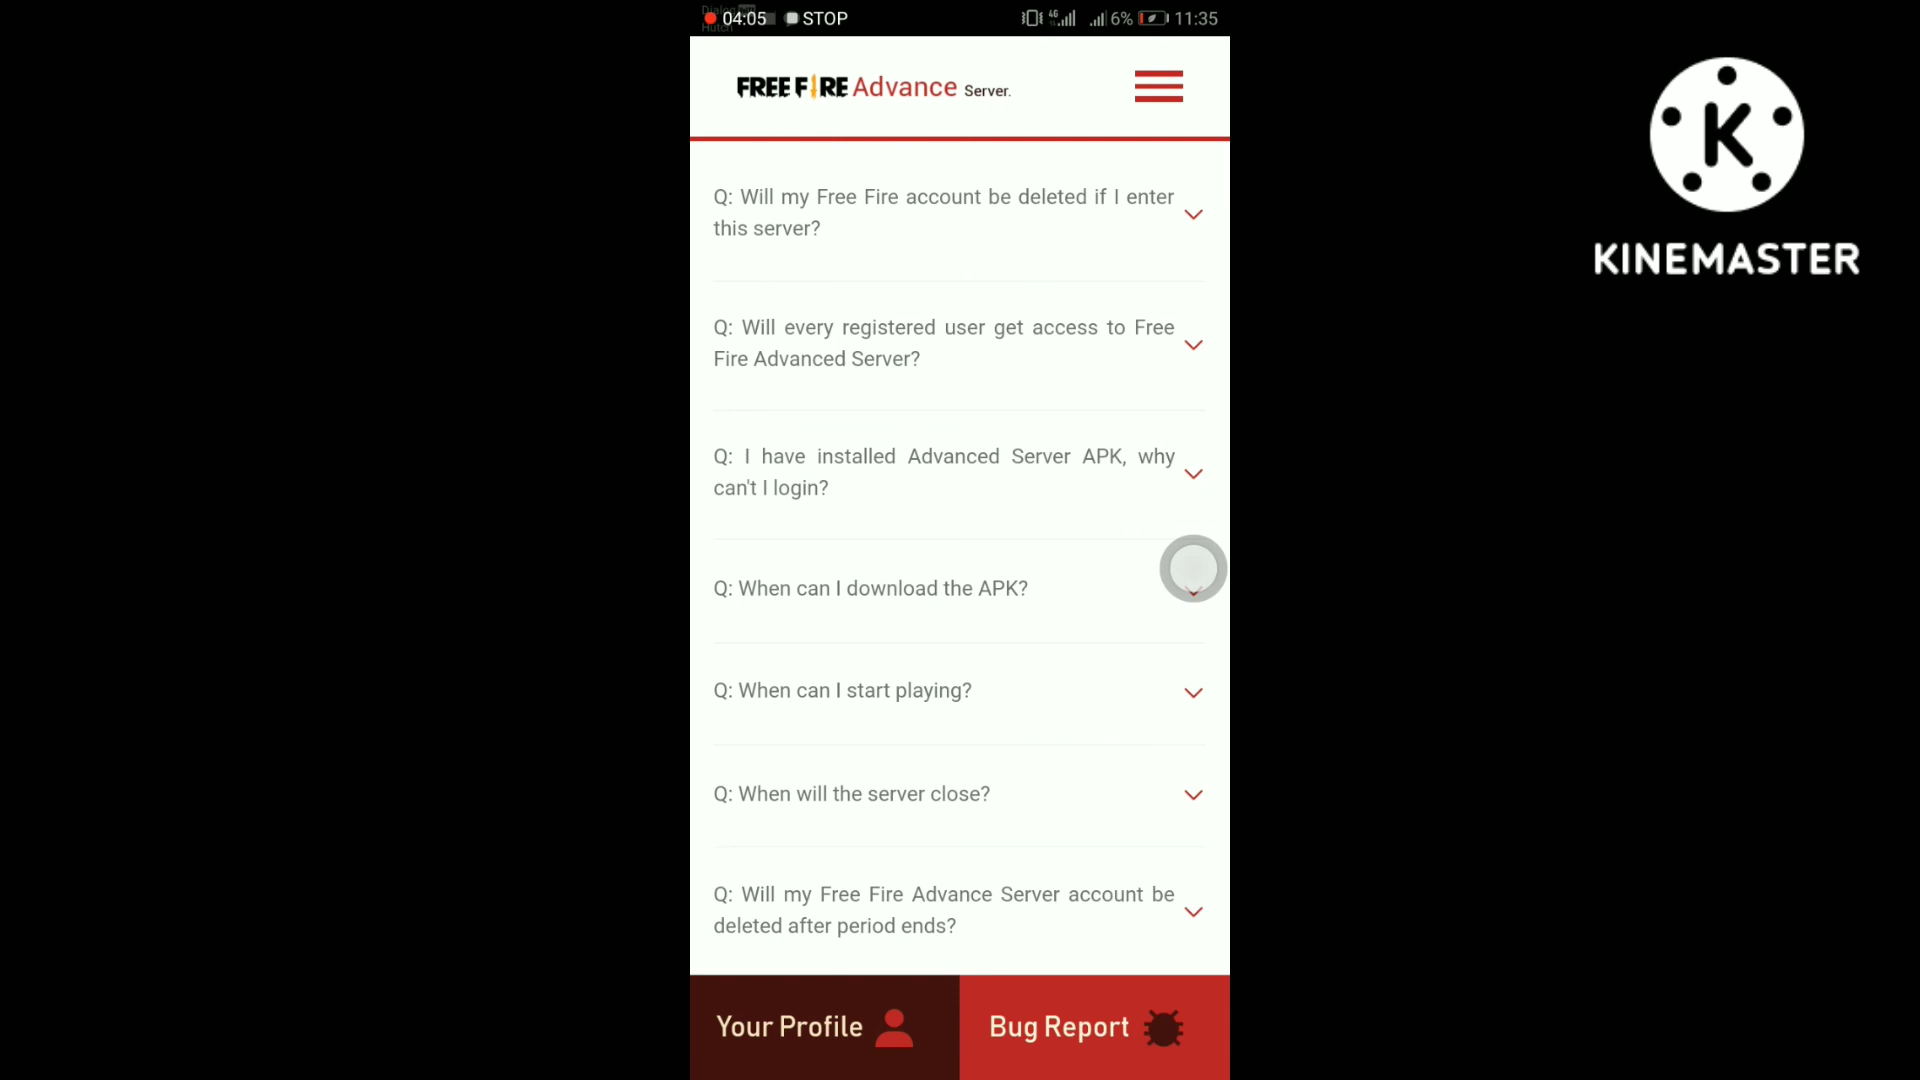 Dialog
Hutch
04:05 STOP 4G 6% 11:35
FREE FIRE Advance Server.
Q: Will my Free Fire account be deleted if I enter
this server?
Q: Will every registered user get access to Free
Fire Advanced Server?
Q: I have installed Advanced Server APK, why
can't I login?
Q: When can I download the APK?
Q: When can I start playing?
Q: When will the server close?
Q: Will my Free Fire Advance Server account be
deleted after period ends?
Your Profile
Bug Report
K
KINEMASTER